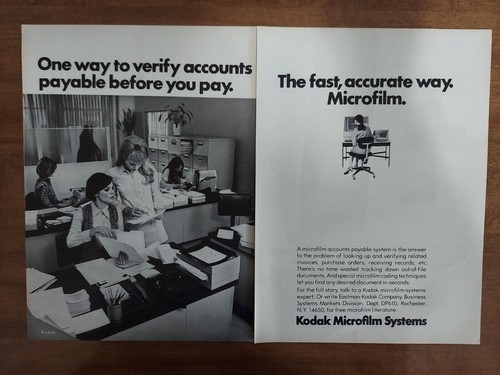 One way to verify accounts
payable before you pay.
Kodak
The fast, accurate way.
Microfilm.
A microfilm accounts payable system is the answer
to the problem of looking up and verifying related
invoices, purchase orders, receiving records, etc.
There's no time wasted tracking down out-of-file
documents. And special microfilm coding techniques
let you find any desired document in seconds.
For the full story, talk to a Kodak microfilm systems
expert. Or write Eastman Kodak Company, Business
Systems Markets Division, Dept. DP610, Rochester,
N.Y. 14650, for free microfilm literature.
Kodak Microfilm Systems